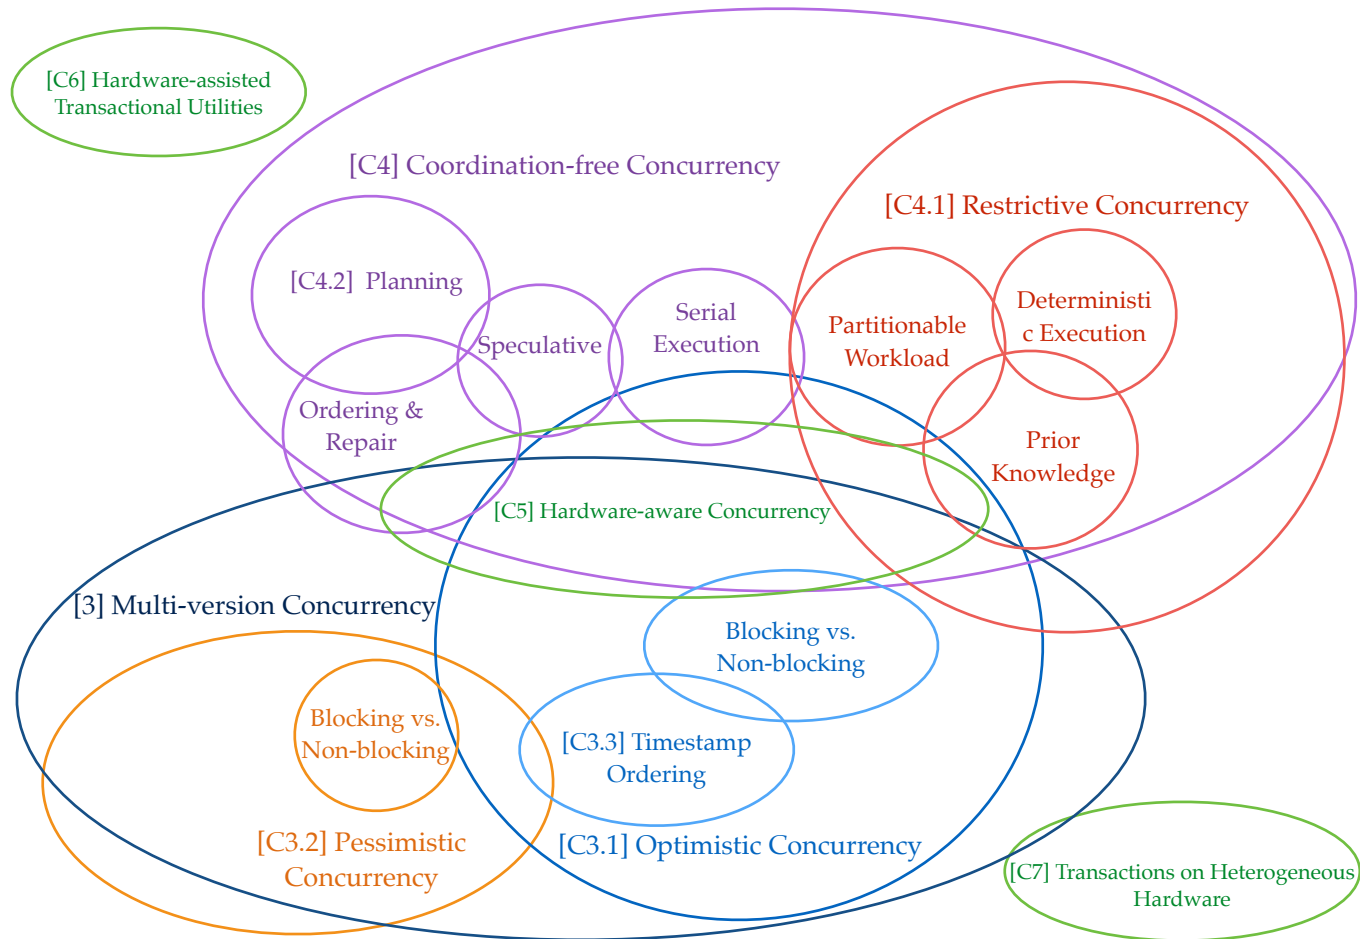 [C6] Hardware-assisted
Transactional Utilities
[C4] Coordination-free Concurrency
[C4.1] Restrictive Concurrency
[C4.2]  Planning
Speculative
Serial
Execution
Partitionable
Workload
Deterministi
c Execution
Ordering &
Repair
Prior
Knowledge
[C5] Hardware-aware Concurrency
[3] Multi-version Concurrency
Blocking vs.
Non-blocking
Blocking vs.
Non-blocking
[C3.3] Timestamp
Ordering
[C3.2] Pessimistic
Concurrency
[C3.1] Optimistic Concurrency
[C7] Transactions on Heterogeneous
Hardware